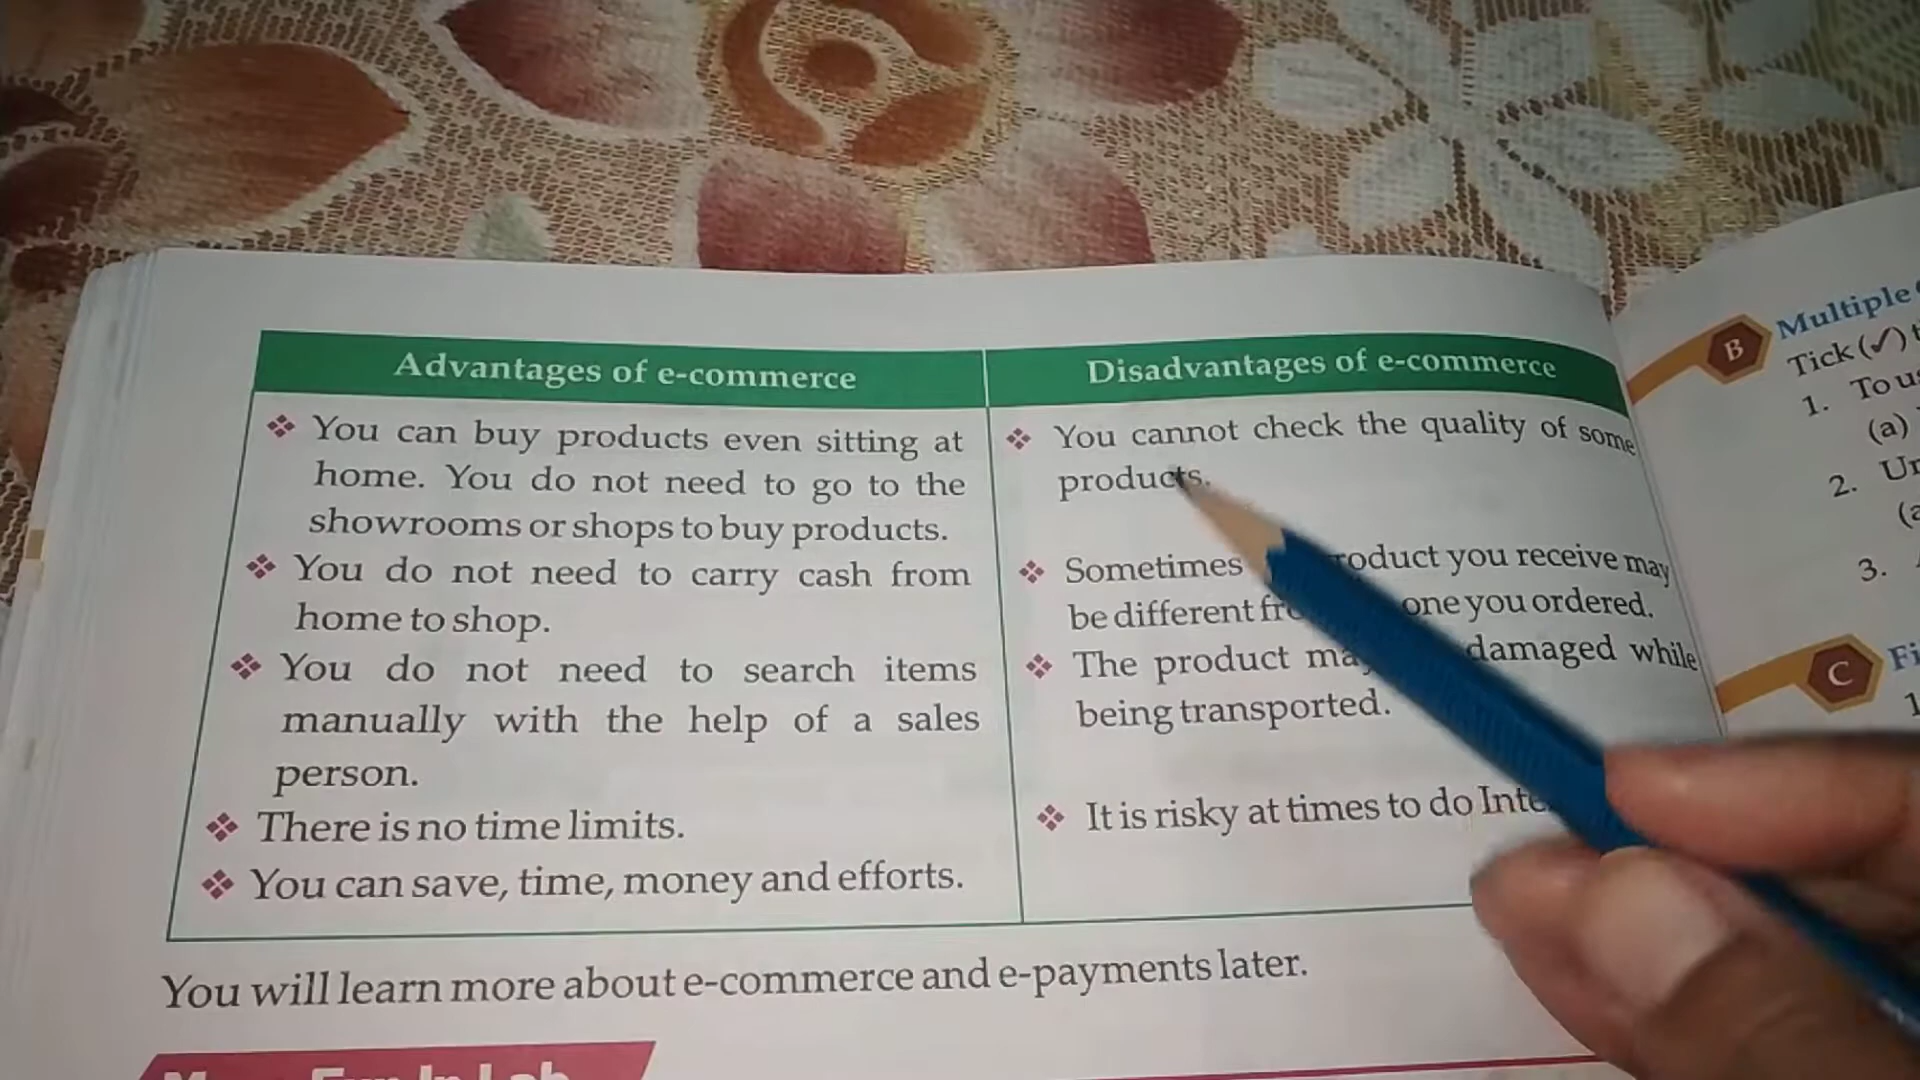 Advantages of e-commerce
You can buy products even sitting at
home. You do not need to go to the
showrooms or shops to buy products.
You do not need to carry cash from
home to shop.
You do not need to search items
manually with the help of a sales
person.
There is no time limits.
You can save, time, money and efforts.
Disadvantages of e-commerce
You cannot check the quality of some
products.
Sometimes product you receive may
be different one you ordered.
The product damaged while
being transported.
It is risky at times to do
You will learn more about e-commerce and e-payments later.
B Multiple
Tick (✓)
1. To
(a)
2.
3.
C